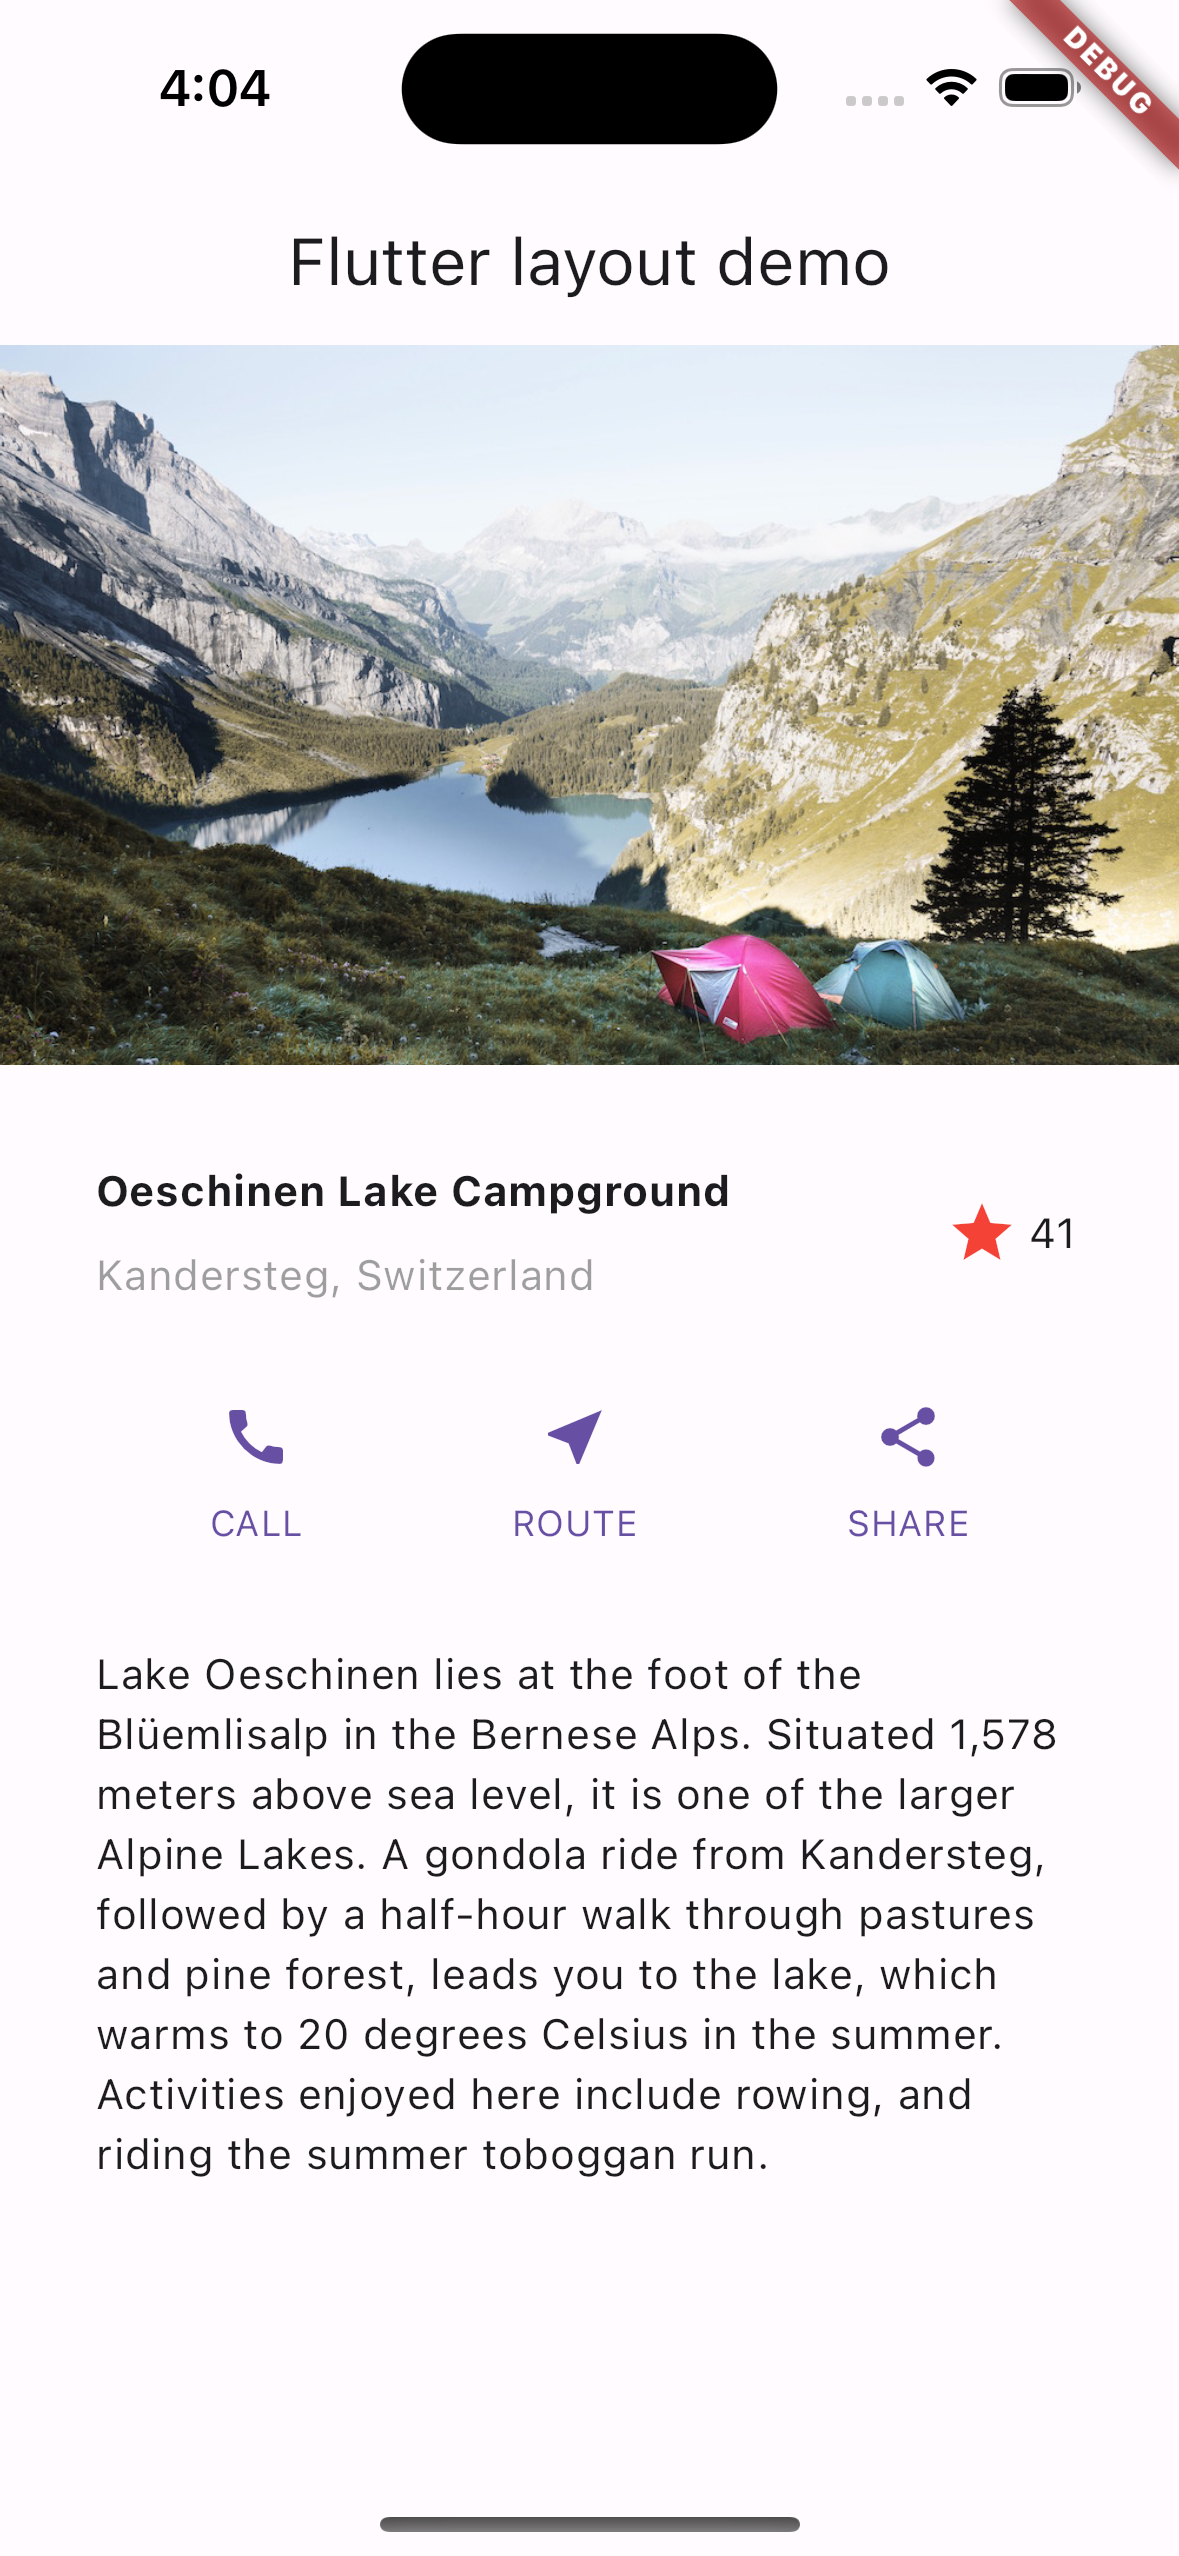 4:04
DEBUG
Flutter layout demo
Oeschinen Lake Campground
Kandersteg, Switzerland
41
CALL
ROUTE
SHARE
Lake Oeschinen lies at the foot of the
Blüemlisalp in the Bernese Alps. Situated 1,578
meters above sea level, it is one of the larger
Alpine Lakes. A gondola ride from Kandersteg,
followed by a half-hour walk through pastures
and pine forest, leads you to the lake, which
warms to 20 degrees Celsius in the summer.
Activities enjoyed here include rowing, and
riding the summer toboggan run.